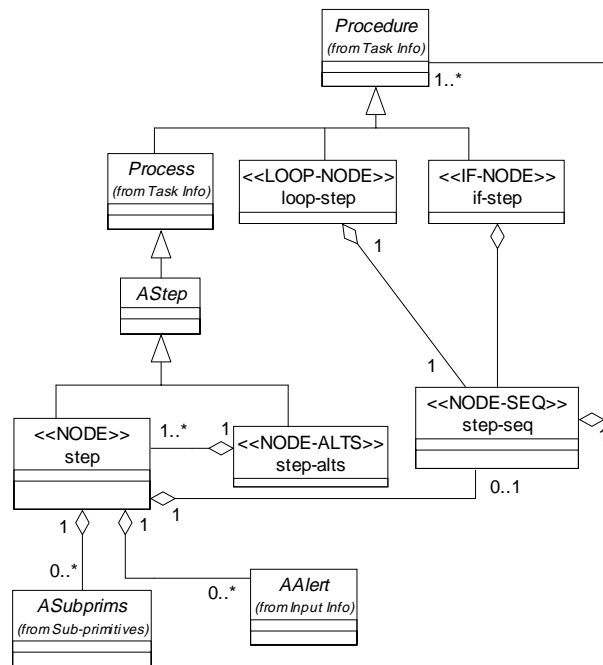 Procedure
(from Task Info)
1..*
Process
(from Task Info)
<<LOOP-NODE>>
loop-step
<<IF-NODE>>
if-step
1
AStep
1
<<NODE>>
step
1..*
1
<<NODE-ALTS>>
step-alts
<<NODE-SEQ>>
step-seq
1
0..1
1
1
0..*
0..*
ASubprims
(from Sub-primitives)
AAlert
(from Input Info)